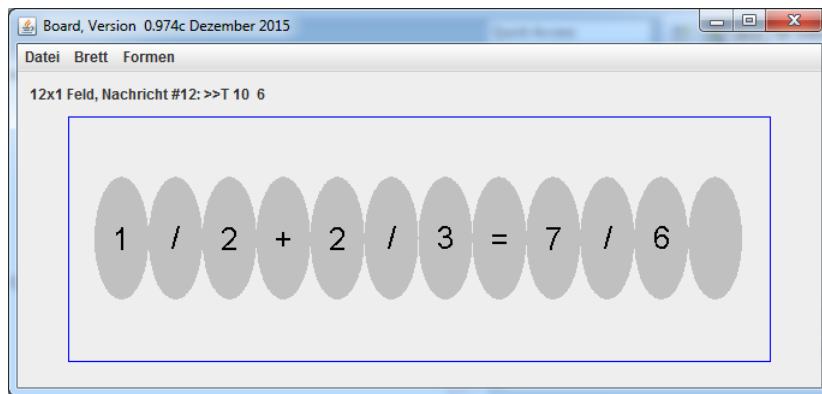 Board, Version 0.974c Dezember 2015
Datei Brett Formen
12x1 Feld, Nachricht #12: >>T 10 6
1 / 2 + 2 / 3 = 7 / 6